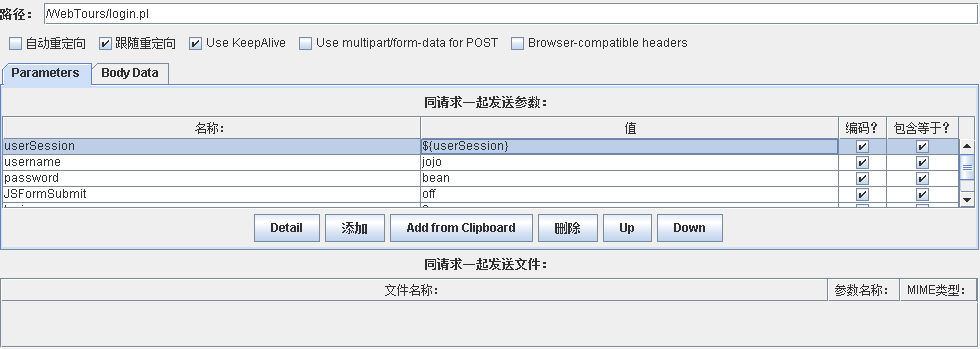 路径： /WebTours/login.pl
自动重定向 跟随重定向 Use KeepAlive Use multipart/form-data for POST Browser-compatible headers
Parameters Body Data
同请求一起发送参数：
名称： 值 编码？ 包含等于？
userSession ${userSession}
username jojo
password bean
JSFormSubmit off
Detail 添加 Add from Clipboard 删除 Up Down
同请求一起发送文件：
文件名称： 参数名称： MIME类型：